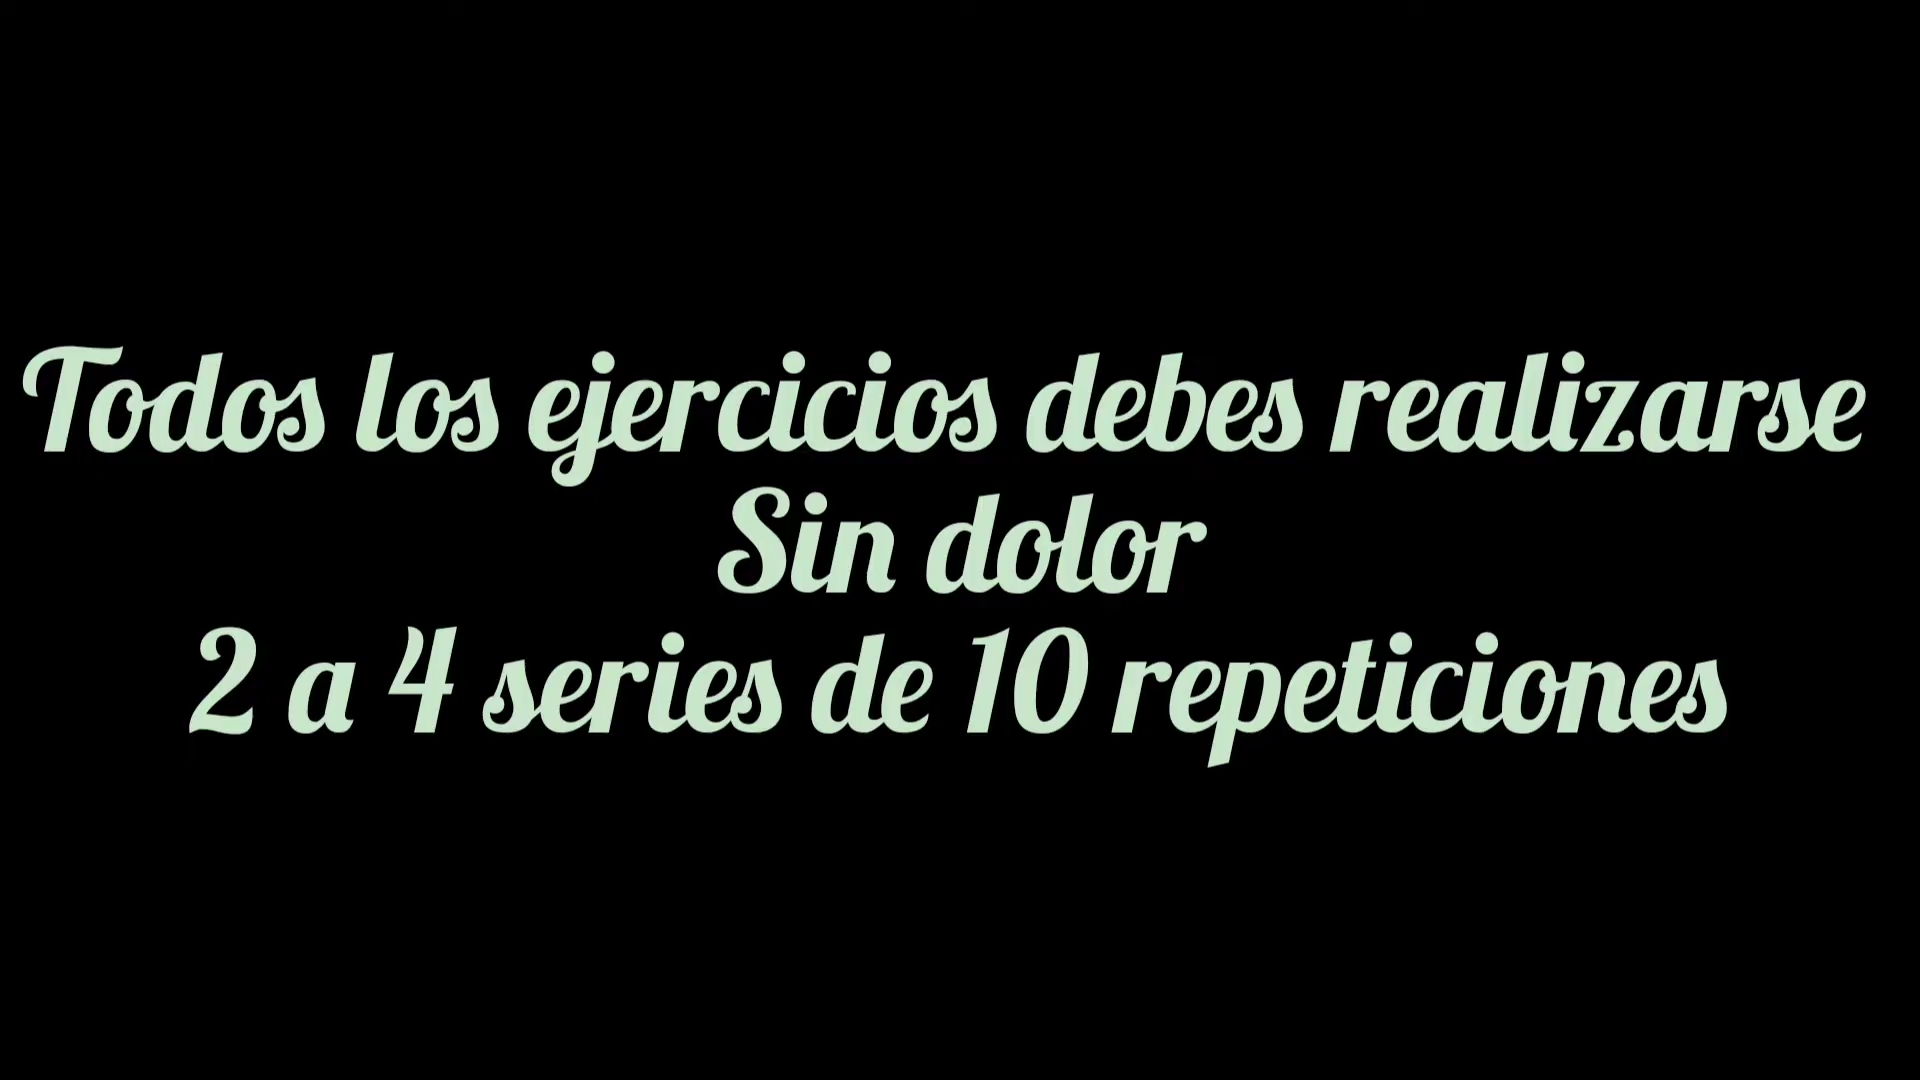 Todos los ejercicios debes realizarse
Sin dolor
2 a 4 series de 10 repeticiones